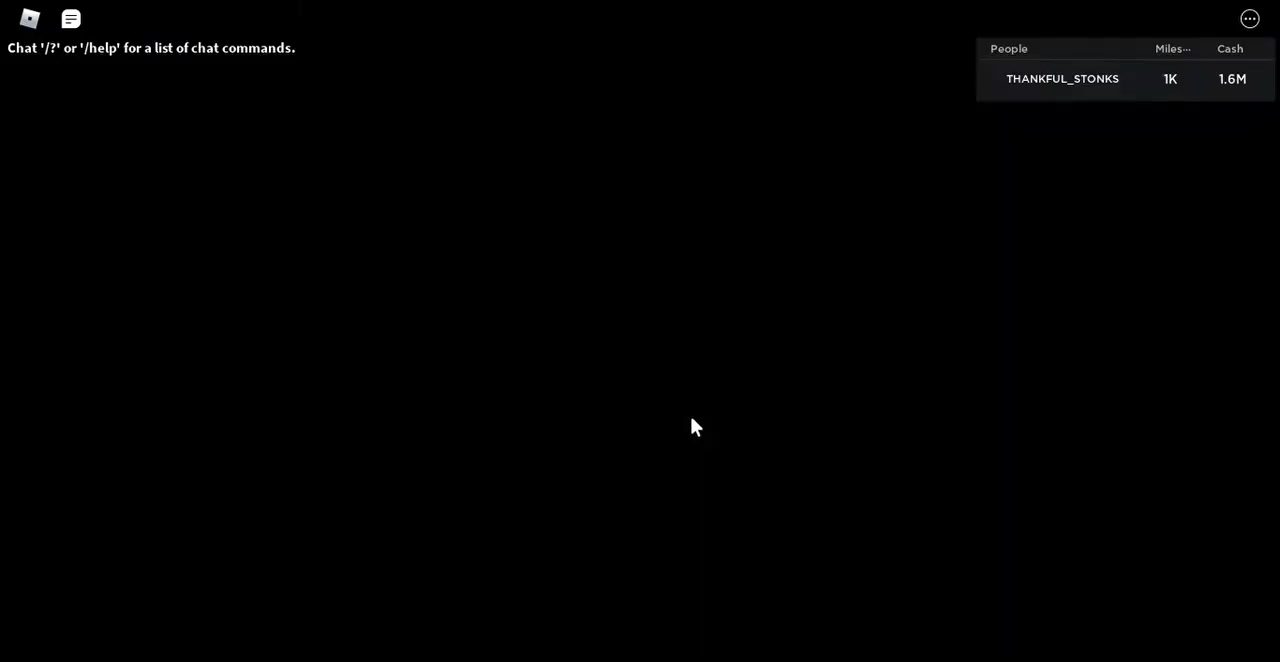 Chat '/?' or '/help' for a list of chat commands.
People Miles··· Cash
THANKFUL_STONKS 1K 1.6M